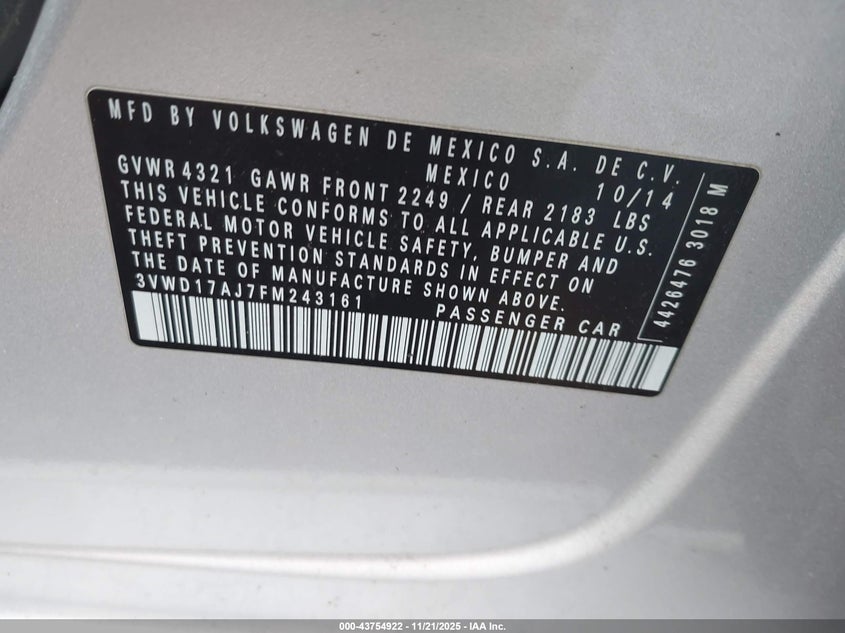 MFD BY VOLKSWAGEN DE MEXICO S.A. DE C.V.
MEXICO 10/14
GVWR 4321 GAWR FRONT 2249 / REAR 2183 LBS
THIS VEHICLE CONFORMS TO ALL APPLICABLE U.S.
FEDERAL MOTOR VEHICLE SAFETY, BUMPER AND
THEFT PREVENTION STANDARDS IN EFFECT ON
THE DATE OF MANUFACTURE SHOWN ABOVE.
3VWD17AJ7FM243161 PASSENGER CAR
4426476 3018 M
000-43754922 - 11/21/2025 - IAA Inc.